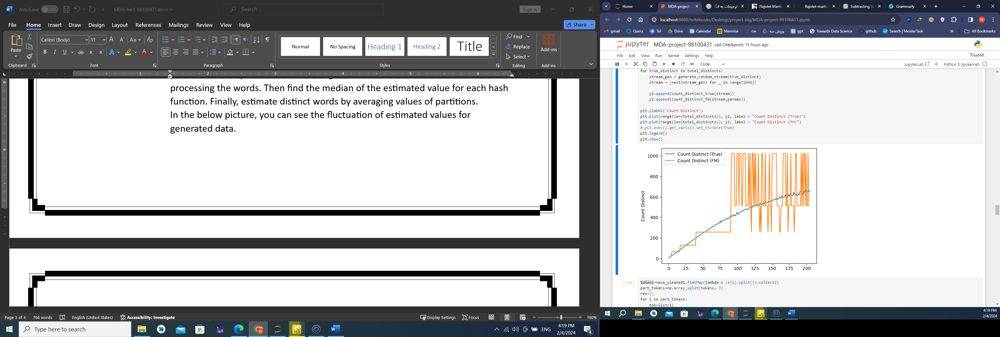 AutoSave Off MDA-hw3-98100431.docx Search Sign in
File Home Insert Draw Design Layout References Mailings Review View Help Share
Paste Calibri (Body) 11 Normal No Spacing Heading 1 Heading 2 Title Find Replace Select Add-ins
Clipboard Font Paragraph Styles Editing Add-ins
1 2 3 4 5 6
processing the words. Then find the median of the estimated value for each hash
function. Finally, estimate distinct words by averaging values of partitions.
In the below picture, you can see the fluctuation of estimated values for
generated data.
Page 3 of 4 766 words English (United States) Accessibility: Investigate Display Settings Focus 180%
Type here to search ENG 4:19 PM
2/4/2024 4
Home MDA-project- ترجیحات به انگ Flajolet Martin flajolet-martin Subtracting Va Grammarly
localhost:8888/notebooks/Desktop/project-big/MDA-project-98100431.ipynb
gmail Quera Tel Drive Calendar Memrise cw ورزش سه gpt Towards Data Science github Search | MeisterTask All Bookmarks
jupyter MDA-project-98100431 Last Checkpoint: 15 hours ago
File Edit View Run Kernel Settings Help Trusted
Code JupyterLab Python 3 (ipykernel)
for true_distinct in total_distincts:
stream_gen = generate_random_stream(true_distinct)
stream = [next(stream_gen) for _ in range(1048)]
y1.append(count_distinct_true(stream))
y2.append(count_distinct_fm(stream,params))
plt.ylabel('Count Distinct')
plt.plot(range(len(total_distincts)), y1, label = "Count Distinct (True)")
plt.plot(range(len(total_distincts)), y2, label = "Count Distinct (FM)")
# plt.axes().get_xaxis().set_visible(True)
plt.legend()
plt.show()
Count Distinct (True)
Count Distinct (FM)
1000
800
600
400
200
0
Count Distinct
0 25 50 75 100 125 150 175 200
*[30]: tokens=news_cleaned1.flatMap(lambda x :x[1].split()).collect()
part_tokens=np.array_split(tokens, 3)
res=[]
for i in part_tokens:
tok=list(i)
4:19 PM
2/4/2024